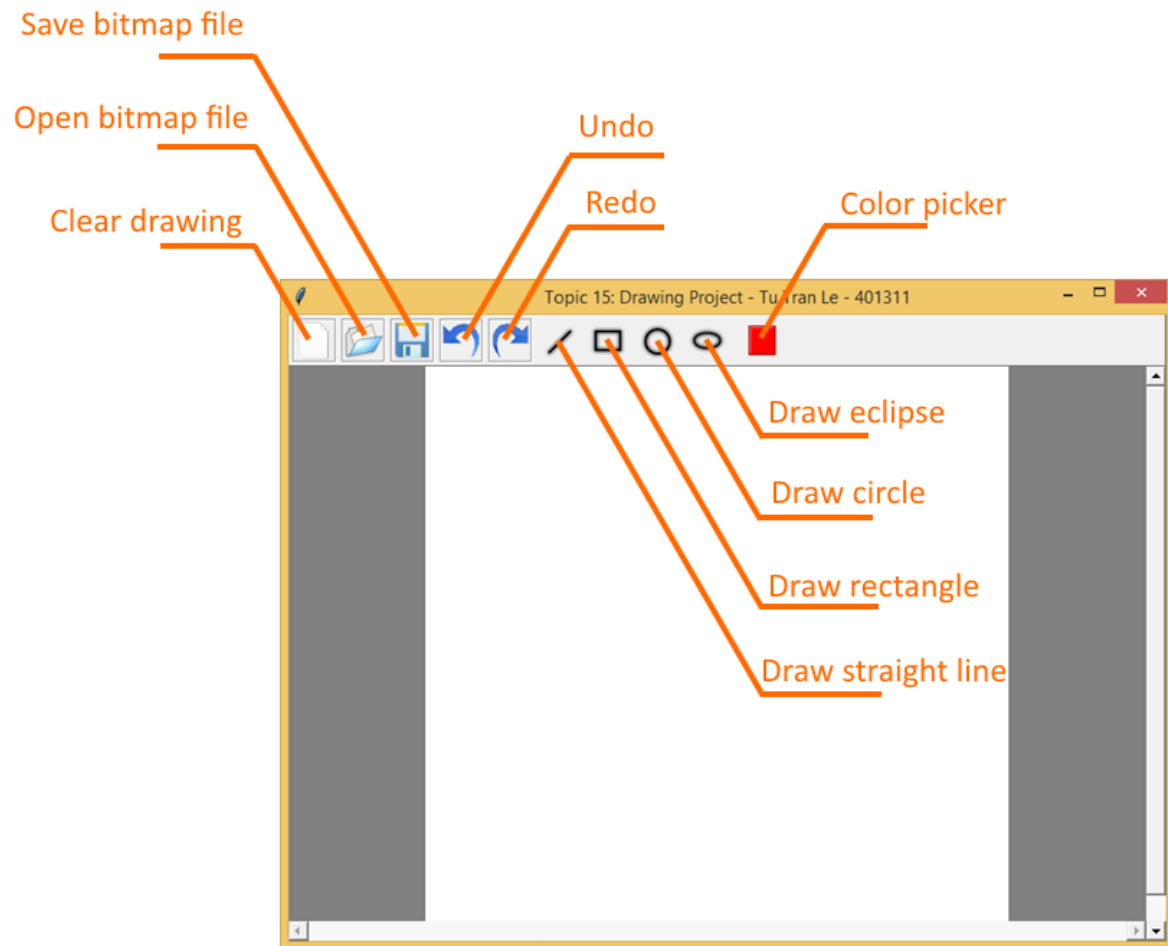 Save bitmap file
Open bitmap file
Undo
Clear drawing
Redo
Color picker
Topic 15: Drawing Project - Tu Tran Le - 401311
Draw eclipse
Draw circle
Draw rectangle
Draw straight line